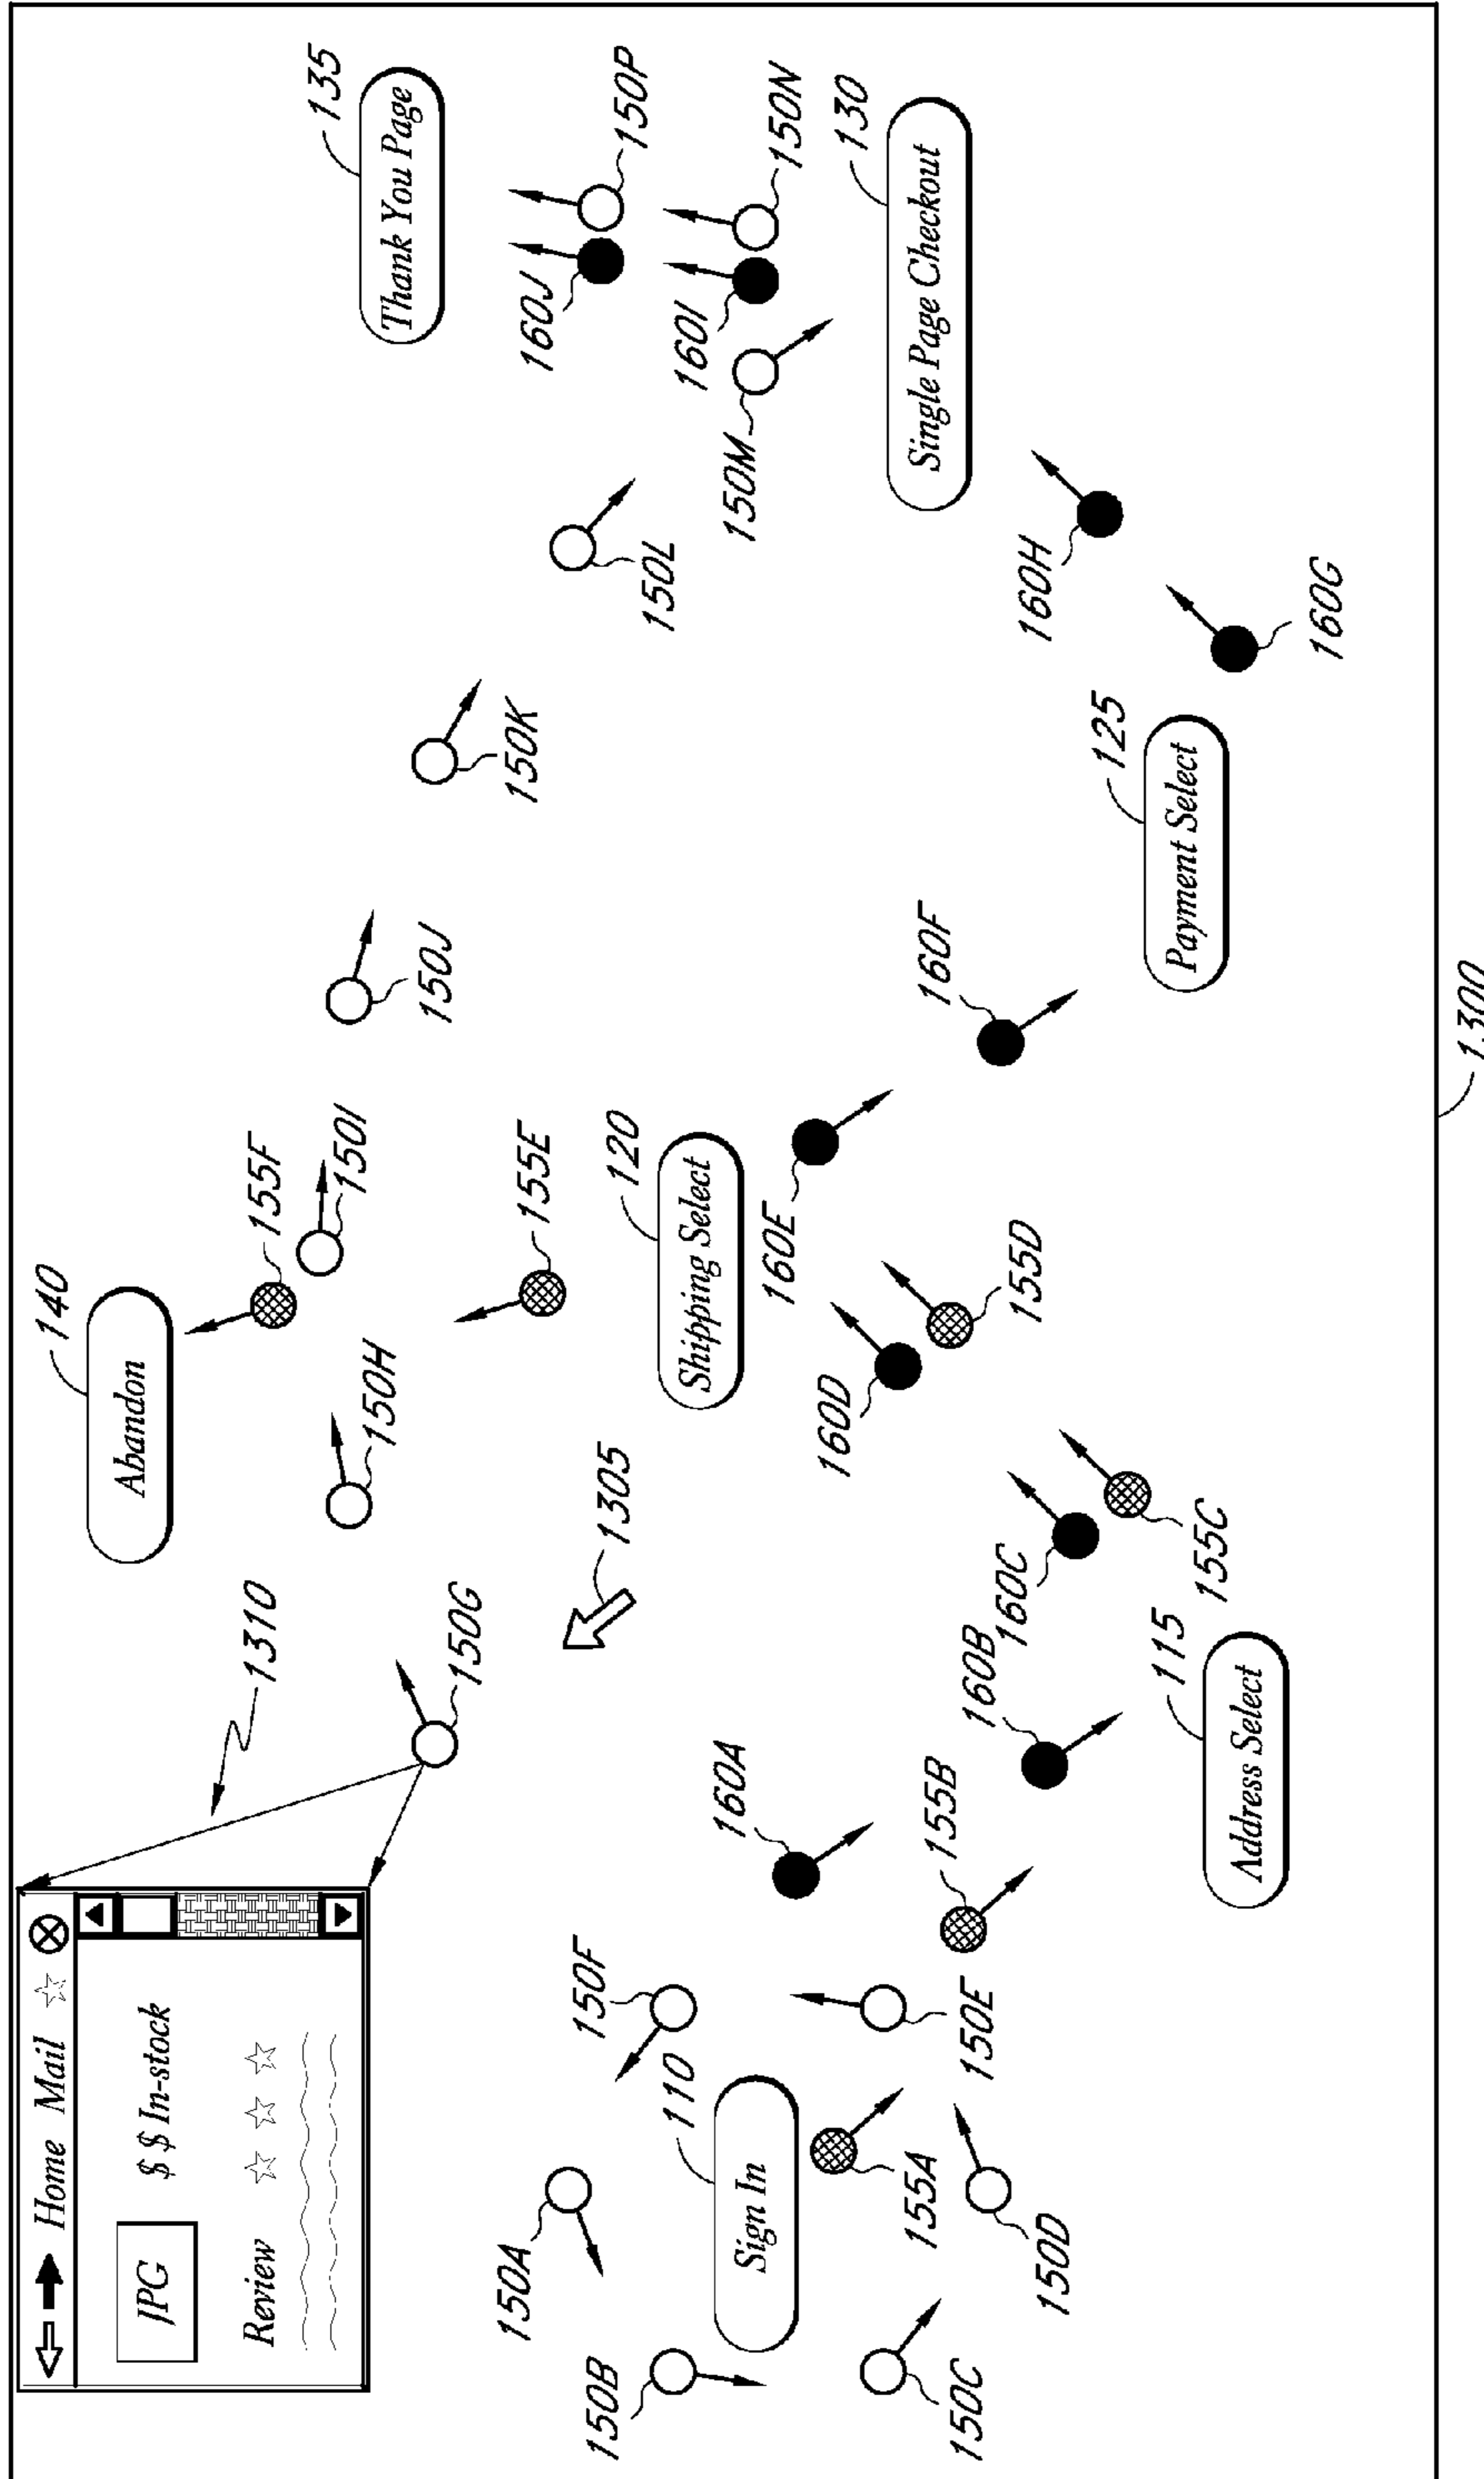 Home Mail
JPG
$ $ In-stock
Review
1310
140
Abandon
135
Thank You Page
150A
150B
150C
150D
150E
150F
150G
150H
150I
150J
150K
150L
150M
150N
150P
155A
155B
155C
155D
155E
155F
160A
160B
160C
160D
160E
160F
160G
160H
160I
160J
110
Sign In
1305
120
Shipping Select
130
Single Page Checkout
115
Address Select
125
Payment Select
1300